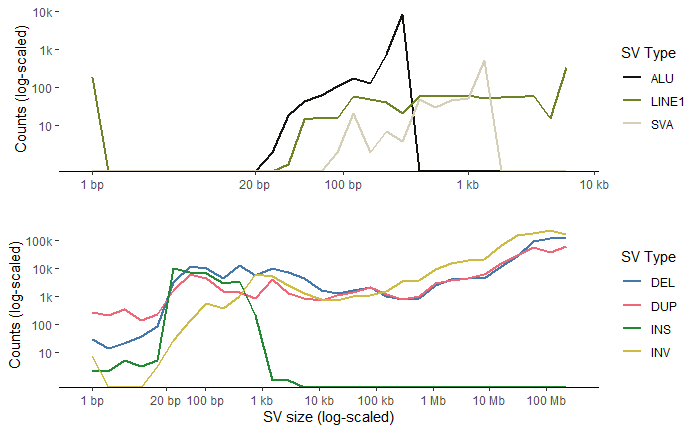 Counts (log-scaled)
10k
1k
100
10
1 bp
20 bp
100 bp
1 kb
10 kb
SV Type
ALU
LINE1
SVA
Counts (log-scaled)
100k
10k
1k
100
10
1 bp
20 bp
100 bp
1 kb
10 kb
100 kb
1 Mb
10 Mb
100 Mb
SV size (log-scaled)
SV Type
DEL
DUP
INS
INV